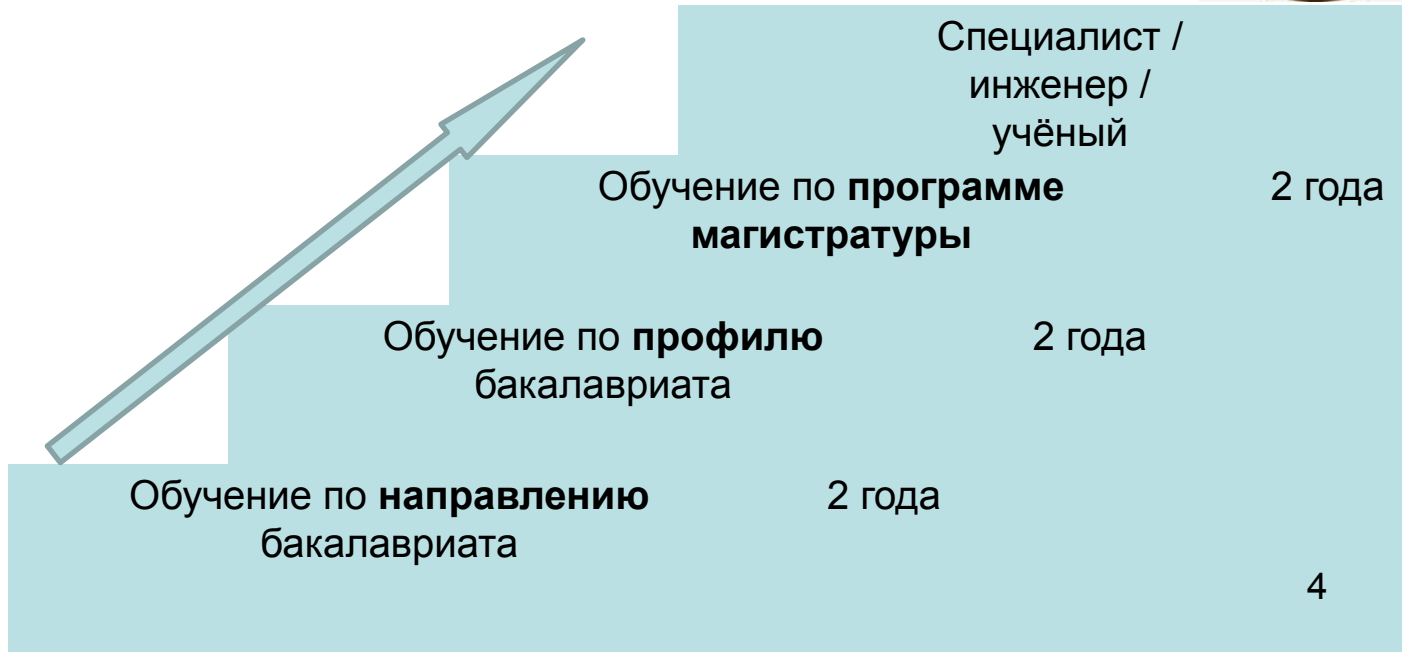 Специалист /
инженер /
учёный
Обучение по программе 2 года
магистратуры
Обучение по профилю 2 года
бакалавриата
Обучение по направлению 2 года
бакалавриата
4